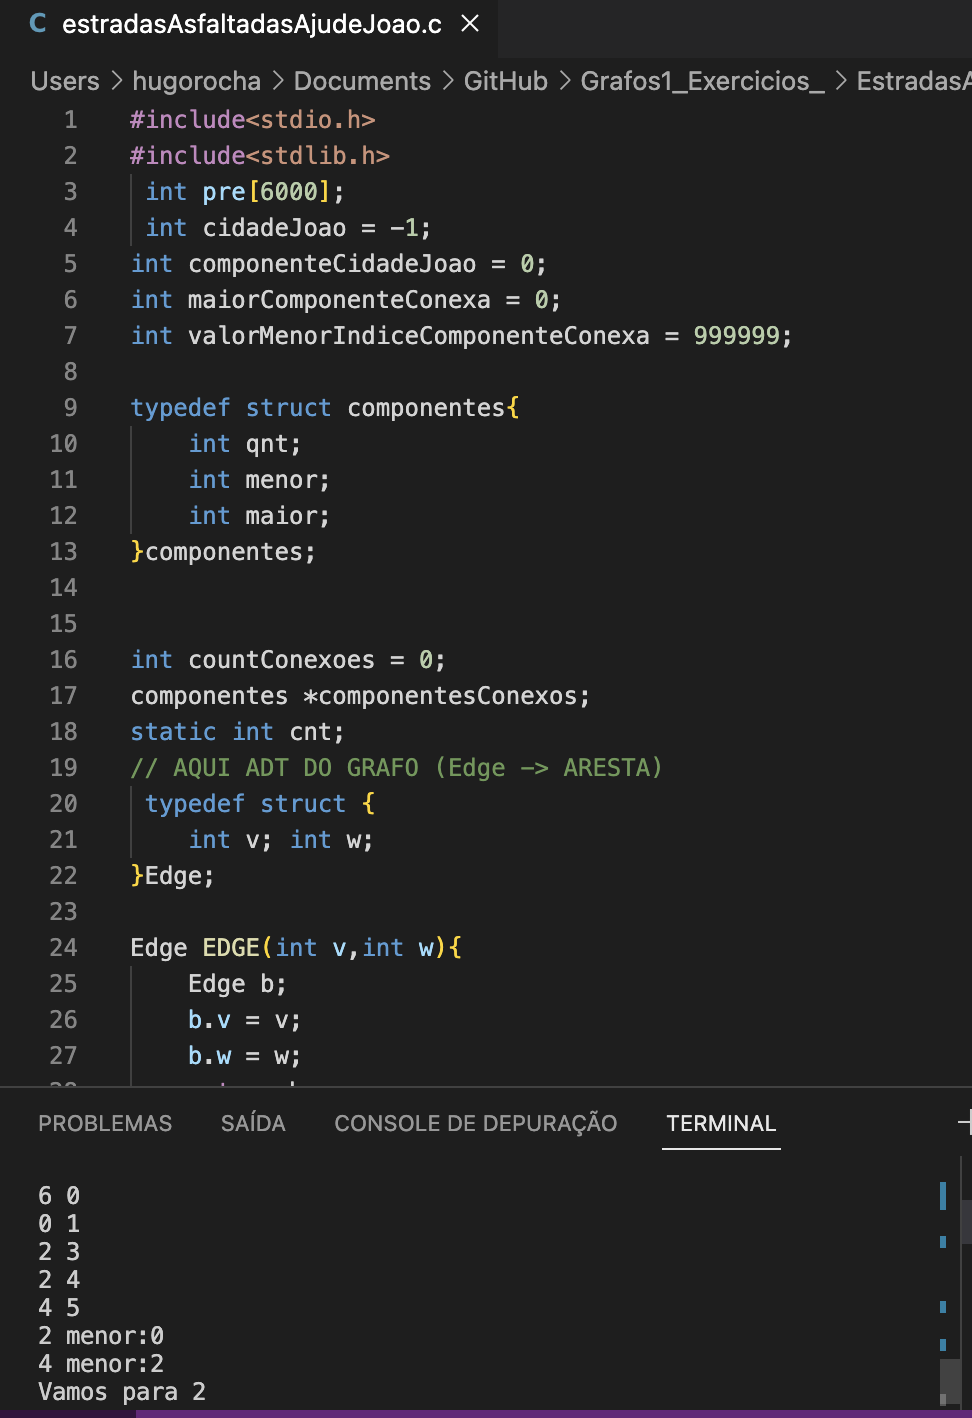 C estradasAsfaltadasAjudeJoao.c ×
Users > hugorocha > Documents > GitHub > Grafos1_Exercicios_ > EstradasA
1 #include<stdio.h>
2 #include<stdlib.h>
3 int pre[6000];
4 int cidadeJoao = -1;
5 int componenteCidadeJoao = 0;
6 int maiorComponenteConexa = 0;
7 int valorMenorIndiceComponenteConexa = 999999;
8
9 typedef struct componentes{
10 int qnt;
11 int menor;
12 int maior;
13 }componentes;
14
15
16 int countConexoes = 0;
17 componentes *componentesConexos;
18 static int cnt;
19 // AQUI ADT DO GRAFO (Edge -> ARESTA)
20 typedef struct {
21 int v; int w;
22 }Edge;
23
24 Edge EDGE(int v,int w){
25 Edge b;
26 b.v = v;
27 b.w = w;
PROBLEMAS SAÍDA CONSOLE DE DEPURAÇÃO TERMINAL
6 0
0 1
2 3
2 4
4 5
2 menor:0
4 menor:2
Vamos para 2